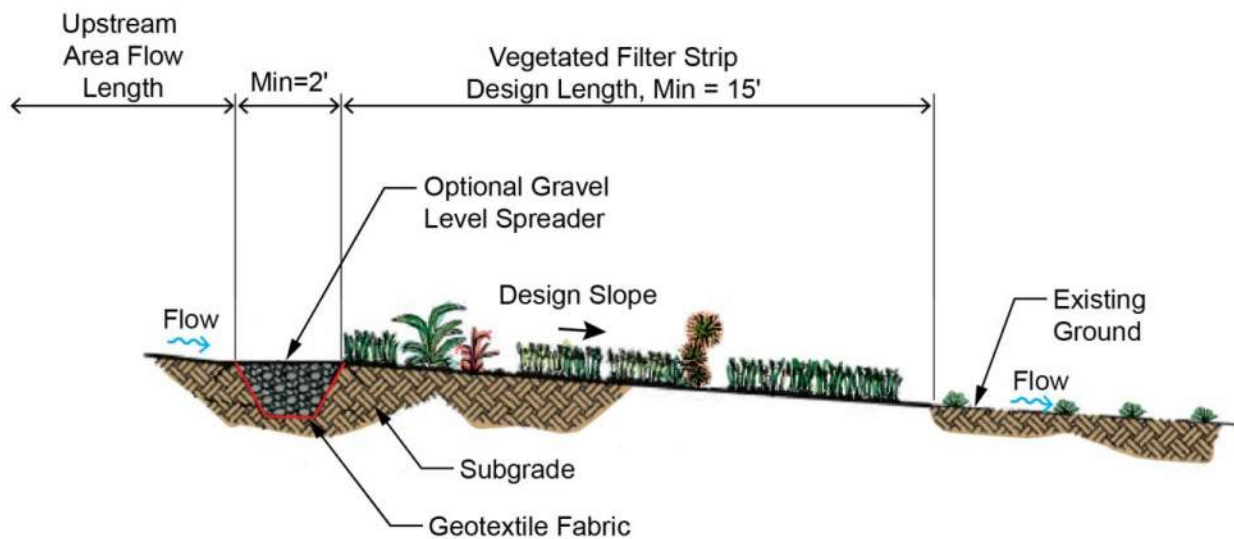 Upstream
Area Flow
Length
Min=2'
Vegetated Filter Strip
Design Length, Min = 15'
Optional Gravel
Level Spreader
Design Slope
Flow
Existing
Ground
Flow
Subgrade
Geotextile Fabric